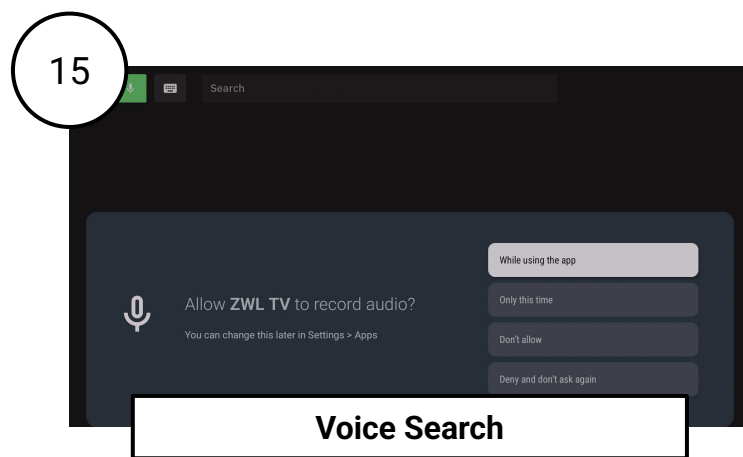 15
Search
Allow ZWL TV to record audio?
You can change this later in Settings > Apps
While using the app
Only this time
Don't allow
Deny and don't ask again
Voice Search